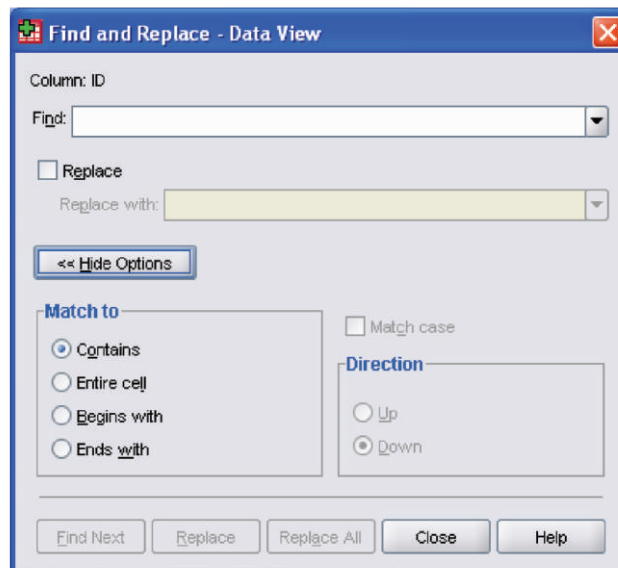 Find and Replace - Data View
Column: ID
Find:
Replace
Replace with:
<< Hide Options
Match to
Contains
Entire cell
Begins with
Ends with
Match case
Direction
Up
Down
Find Next
Replace
Replace All
Close
Help